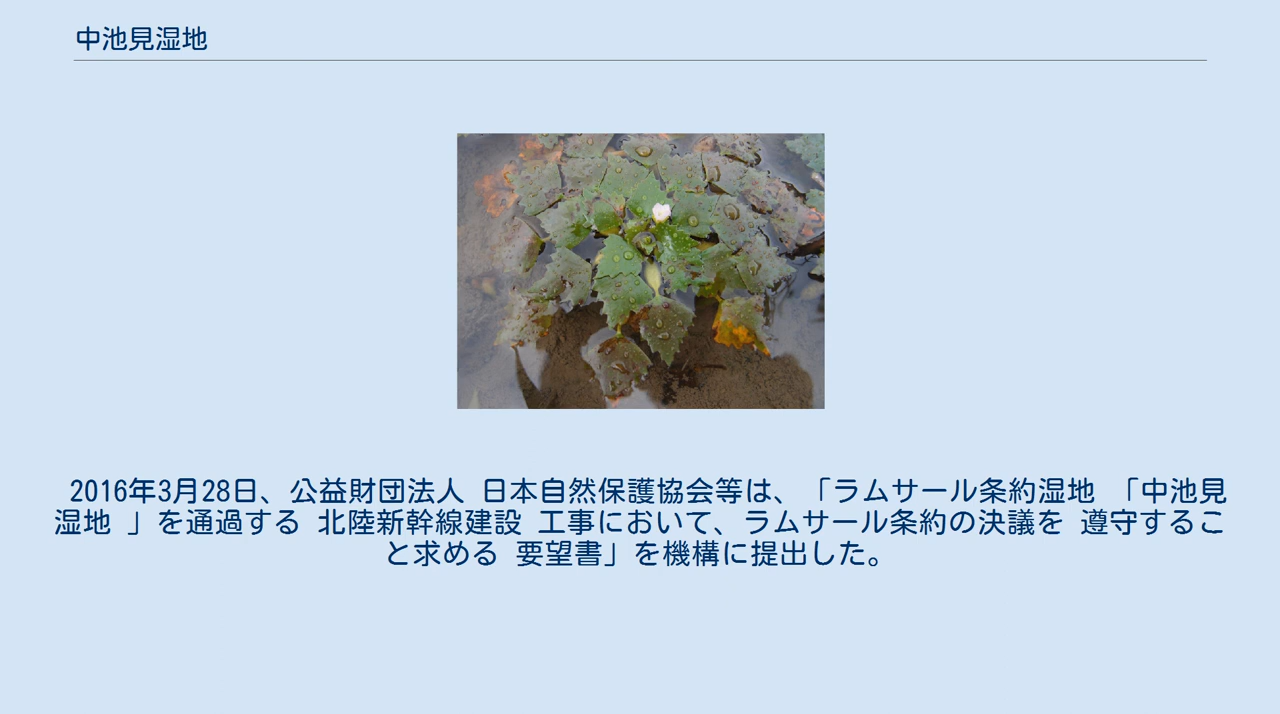 中池見湿地
2016年3月28日、公益財団法人 日本自然保護協会等は、「ラムサール条約湿地 「中池見
湿地 」を通過する 北陸新幹線建設 工事において、ラムサール条約の決議を 遵守するこ
と求める 要望書」を機構に提出した。